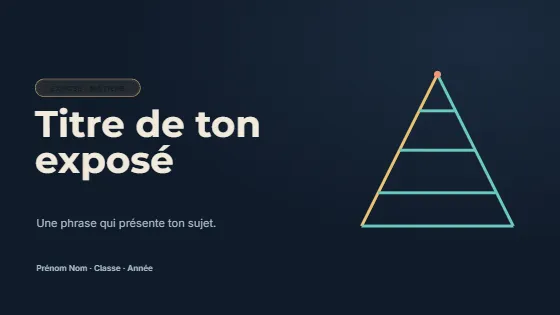 Titre de ton
exposé
Une phrase qui présente ton sujet.
Prénom Nom · Classe · Année